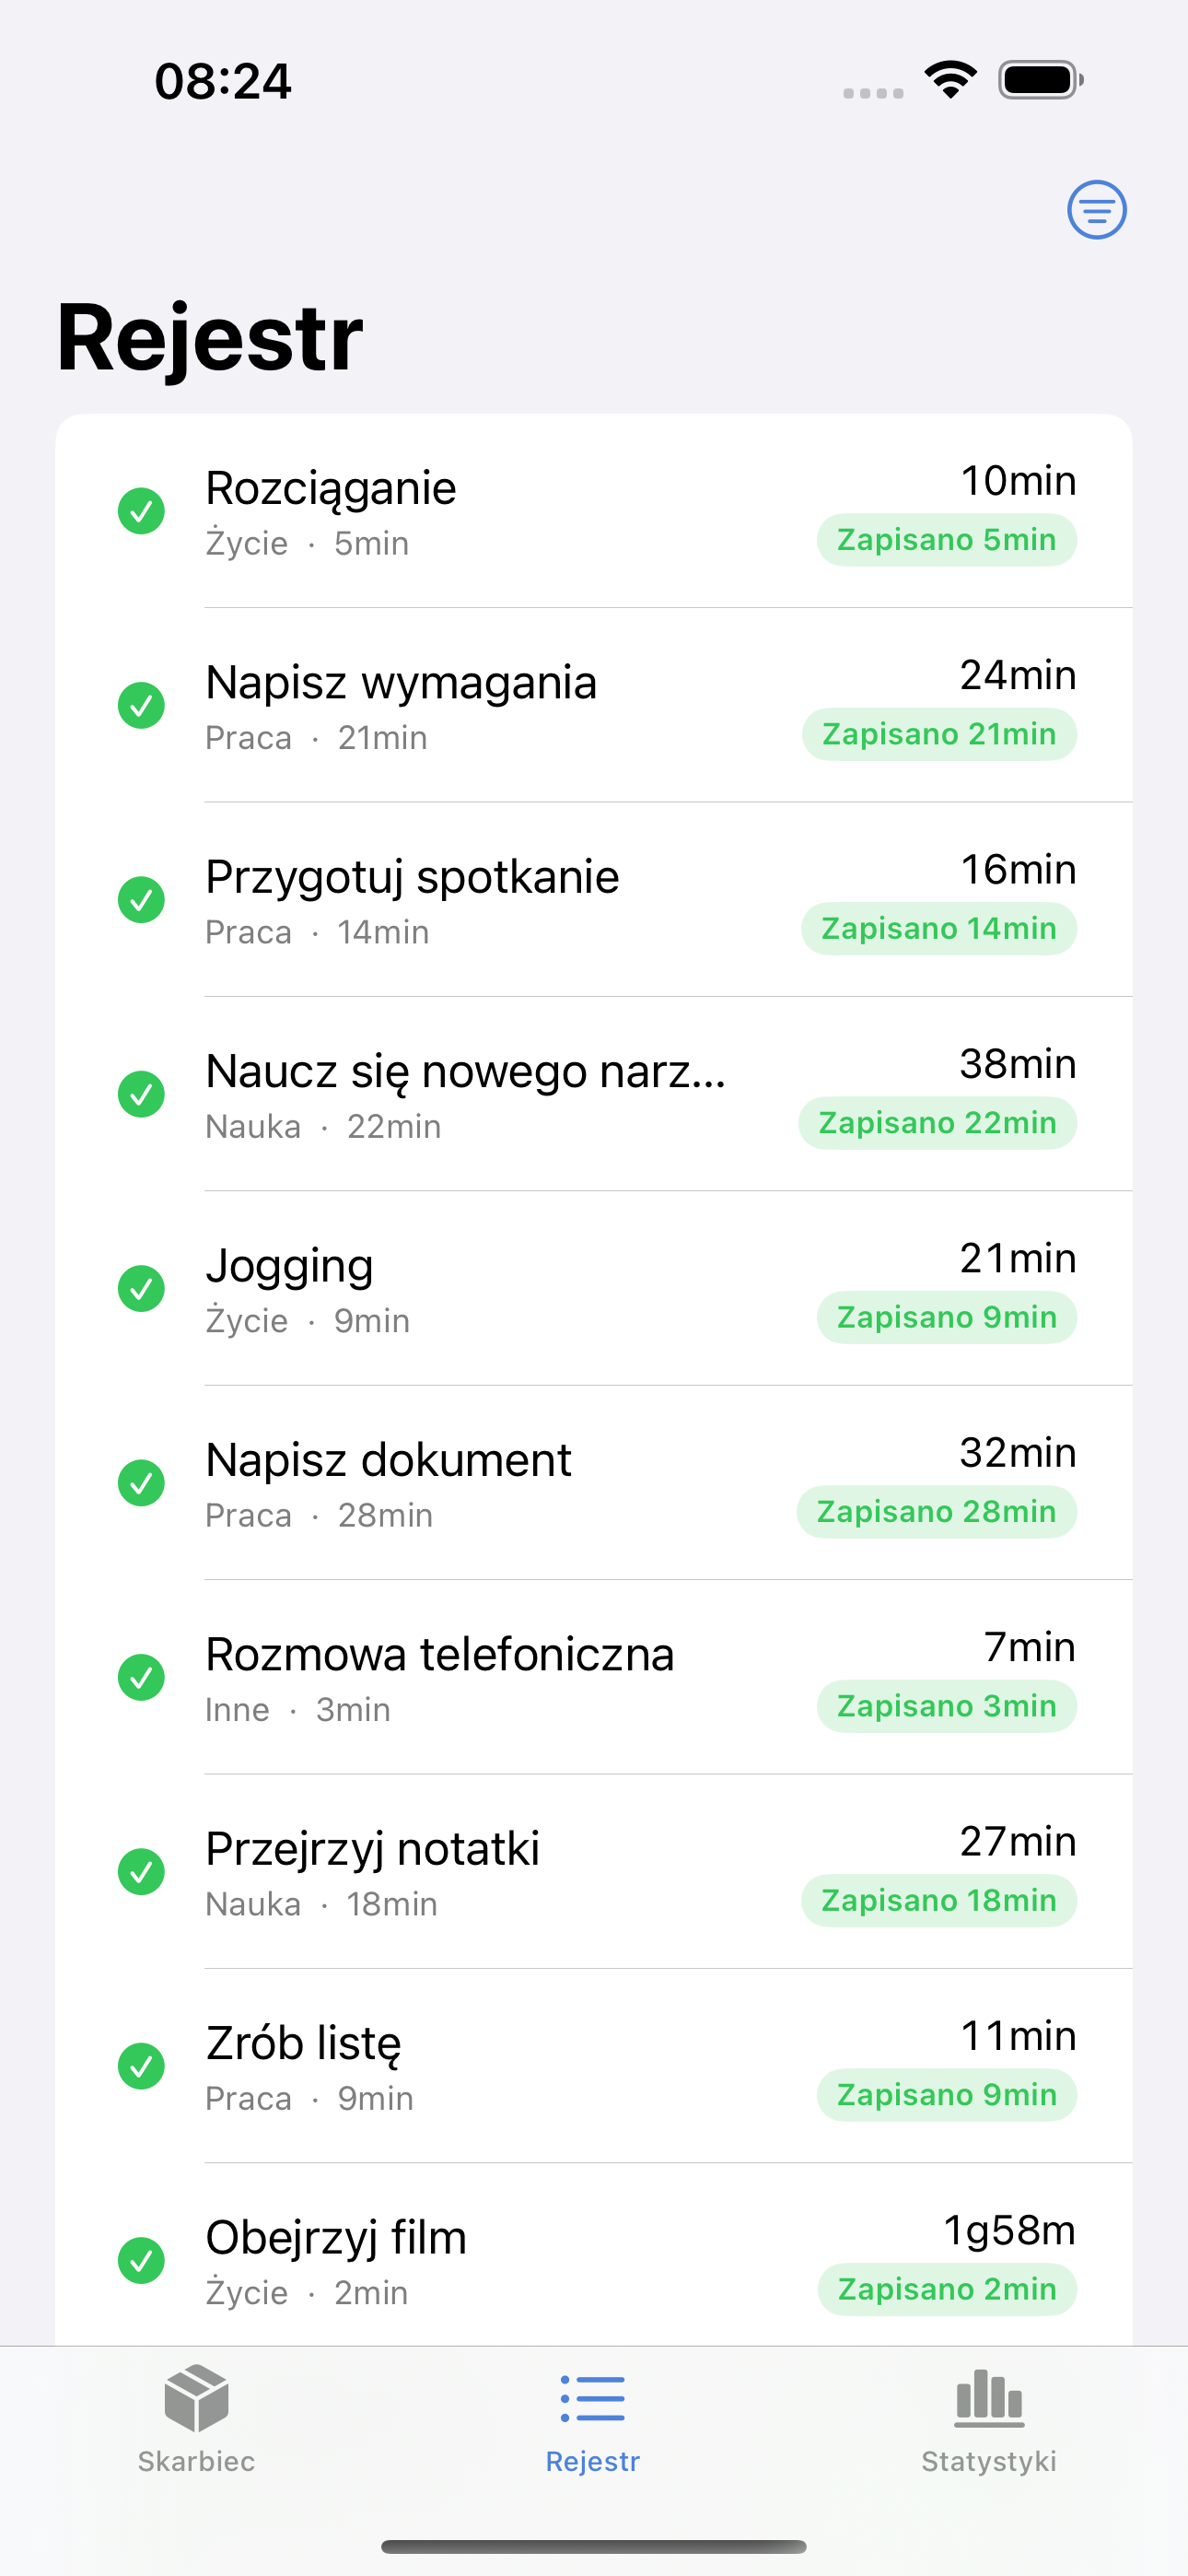 08:24
Rejestr
Rozciąganie
10min
Życie · 5min
Zapisano 5min
Napisz wymagania
24min
Praca · 21min
Zapisano 21min
Przygotuj spotkanie
16min
Praca · 14min
Zapisano 14min
Naucz się nowego narz...
38min
Nauka · 22min
Zapisano 22min
Jogging
21min
Życie · 9min
Zapisano 9min
Napisz dokument
32min
Praca · 28min
Zapisano 28min
Rozmowa telefoniczna
7min
Inne · 3min
Zapisano 3min
Przejrzyj notatki
27min
Nauka · 18min
Zapisano 18min
Zrób listę
11min
Praca · 9min
Zapisano 9min
Obejrzyj film
1g58m
Życie · 2min
Zapisano 2min
Skarbiec
Rejestr
Statystyki